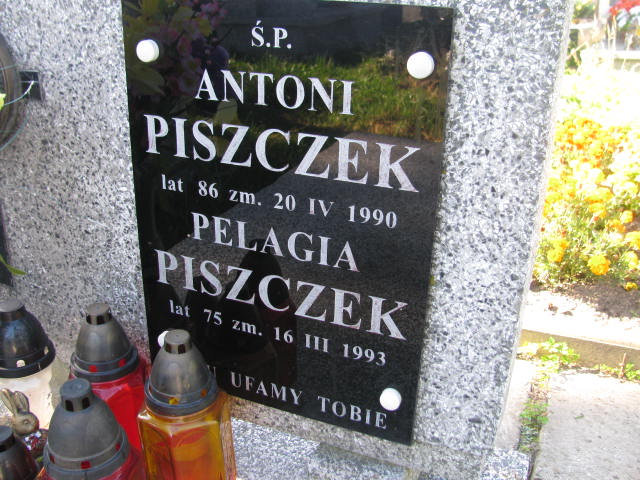 Ś.P.
ANTONI
PISZCZEK
lat 86 zm. 20 IV 1990
PELAGIA
PISZCZEK
lat 75 zm. 16 III 1993
UFAMY TOBIE